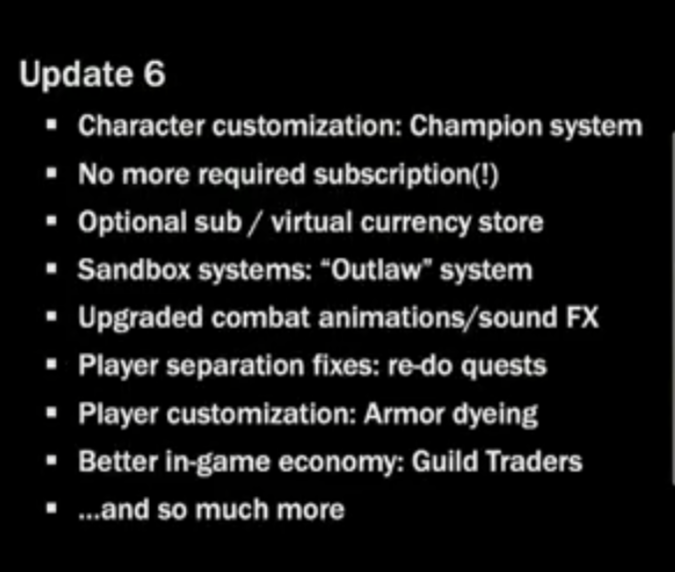 Update 6
▪ Character customization: Champion system
▪ No more required subscription(!)
▪ Optional sub / virtual currency store
▪ Sandbox systems: “Outlaw” system
▪ Upgraded combat animations/sound FX
▪ Player separation fixes: re-do quests
▪ Player customization: Armor dyeing
▪ Better in-game economy: Guild Traders
▪ ...and so much more